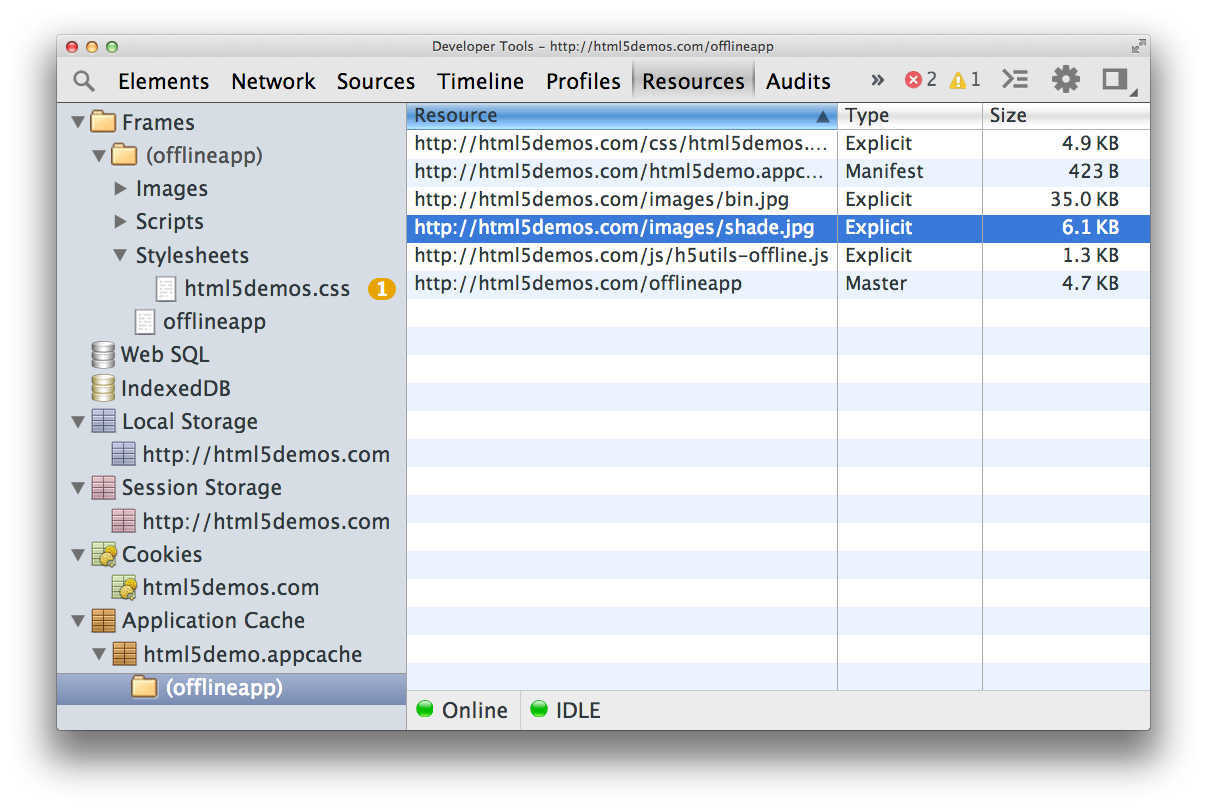 Developer Tools – http://html5demos.com/offlineapp
Elements Network Sources Timeline Profiles Resources Audits » 2 1
Frames
(offlineapp)
Images
Scripts
Stylesheets
html5demos.css 1
offlineapp
Web SQL
IndexedDB
Local Storage
http://html5demos.com
Session Storage
http://html5demos.com
Cookies
html5demos.com
Application Cache
html5demo.appcache
(offlineapp)
Resource Type Size
http://html5demos.com/css/html5demos.... Explicit 4.9 KB
http://html5demos.com/html5demo.appc... Manifest 423 B
http://html5demos.com/images/bin.jpg Explicit 35.0 KB
http://html5demos.com/images/shade.jpg Explicit 6.1 KB
http://html5demos.com/js/h5utils-offline.js Explicit 1.3 KB
http://html5demos.com/offlineapp Master 4.7 KB
Online IDLE